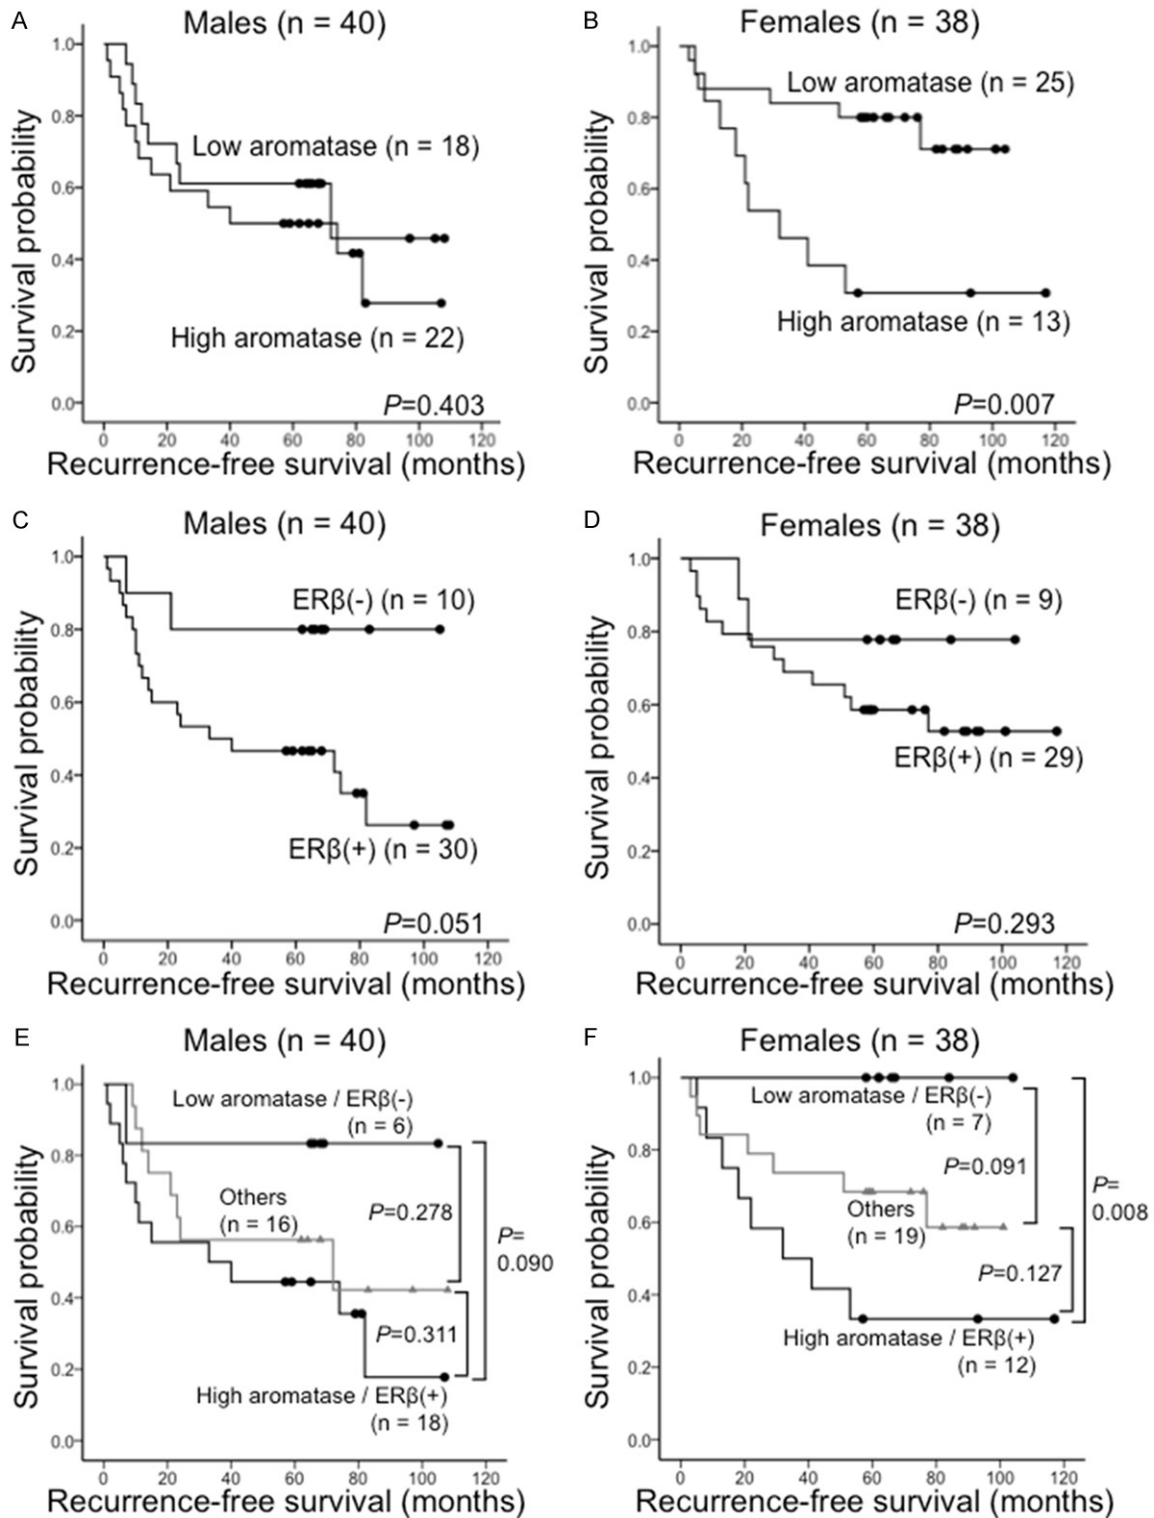 A
Males (n = 40)
Survival probability
1.0
0.8
0.6
0.4
0.2
0.0
Low aromatase (n = 18)
High aromatase (n = 22)
P=0.403
0 20 40 60 80 100 120
Recurrence-free survival (months)
B
Females (n = 38)
Survival probability
1.0
0.8
0.6
0.4
0.2
0.0
Low aromatase (n = 25)
High aromatase (n = 13)
P=0.007
0 20 40 60 80 100 120
Recurrence-free survival (months)
C
Males (n = 40)
Survival probability
1.0
0.8
0.6
0.4
0.2
0.0
ERβ(-) (n = 10)
ERβ(+) (n = 30)
P=0.051
0 20 40 60 80 100 120
Recurrence-free survival (months)
D
Females (n = 38)
Survival probability
1.0
0.8
0.6
0.4
0.2
0.0
ERβ(-) (n = 9)
ERβ(+) (n = 29)
P=0.293
0 20 40 60 80 100 120
Recurrence-free survival (months)
E
Males (n = 40)
Survival probability
1.0
0.8
0.6
0.4
0.2
0.0
Low aromatase / ERβ(-)
(n = 6)
Others
(n = 16)
P=0.278
P=
0.090
P=0.311
High aromatase / ERβ(+)
(n = 18)
0 20 40 60 80 100 120
Recurrence-free survival (months)
F
Females (n = 38)
Survival probability
1.0
0.8
0.6
0.4
0.2
0.0
Low aromatase / ERβ(-)
(n = 7)
P=0.091
P=
0.008
Others
(n = 19)
P=0.127
High aromatase / ERβ(+)
(n = 12)
0 20 40 60 80 100 120
Recurrence-free survival (months)